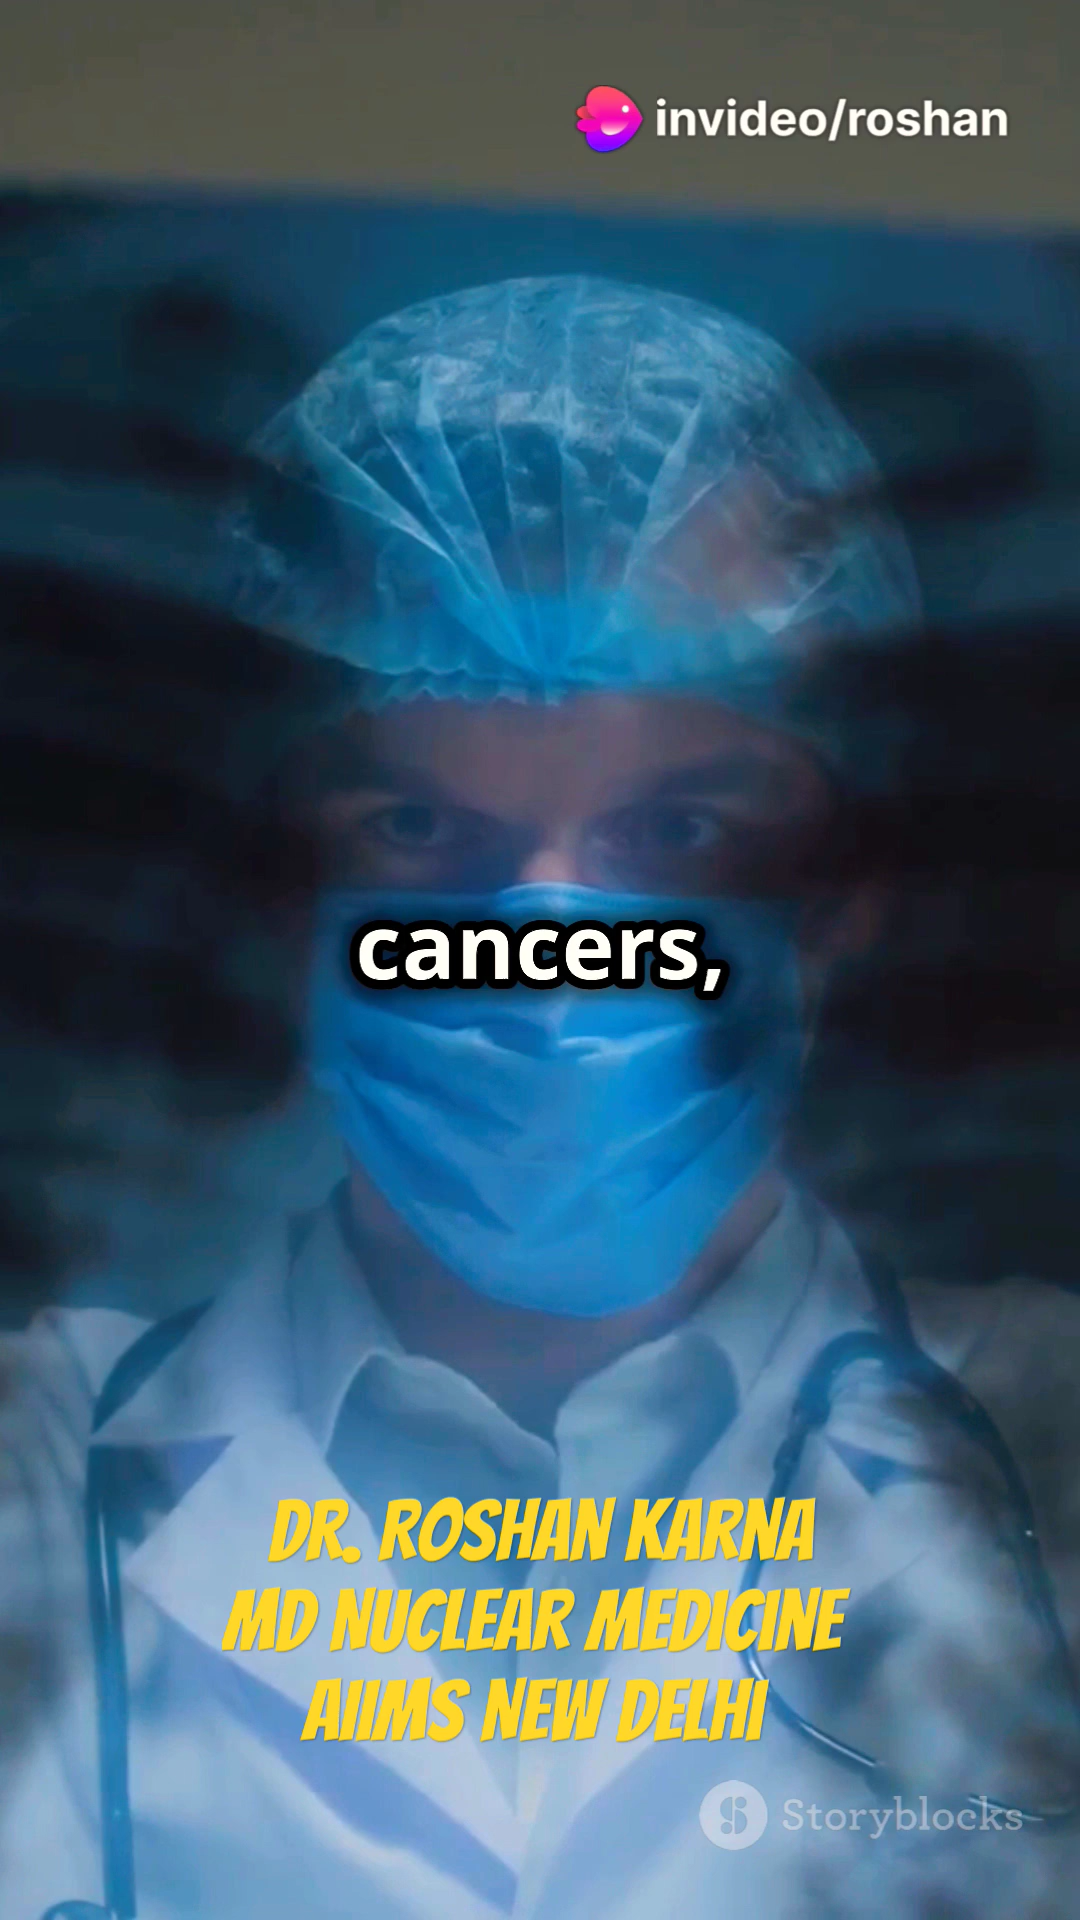 invideo/roshan
cancers,
DR. ROSHAN KARNA
MD NUCLEAR MEDICINE
AIIMS NEW DELHI
Storyblocks